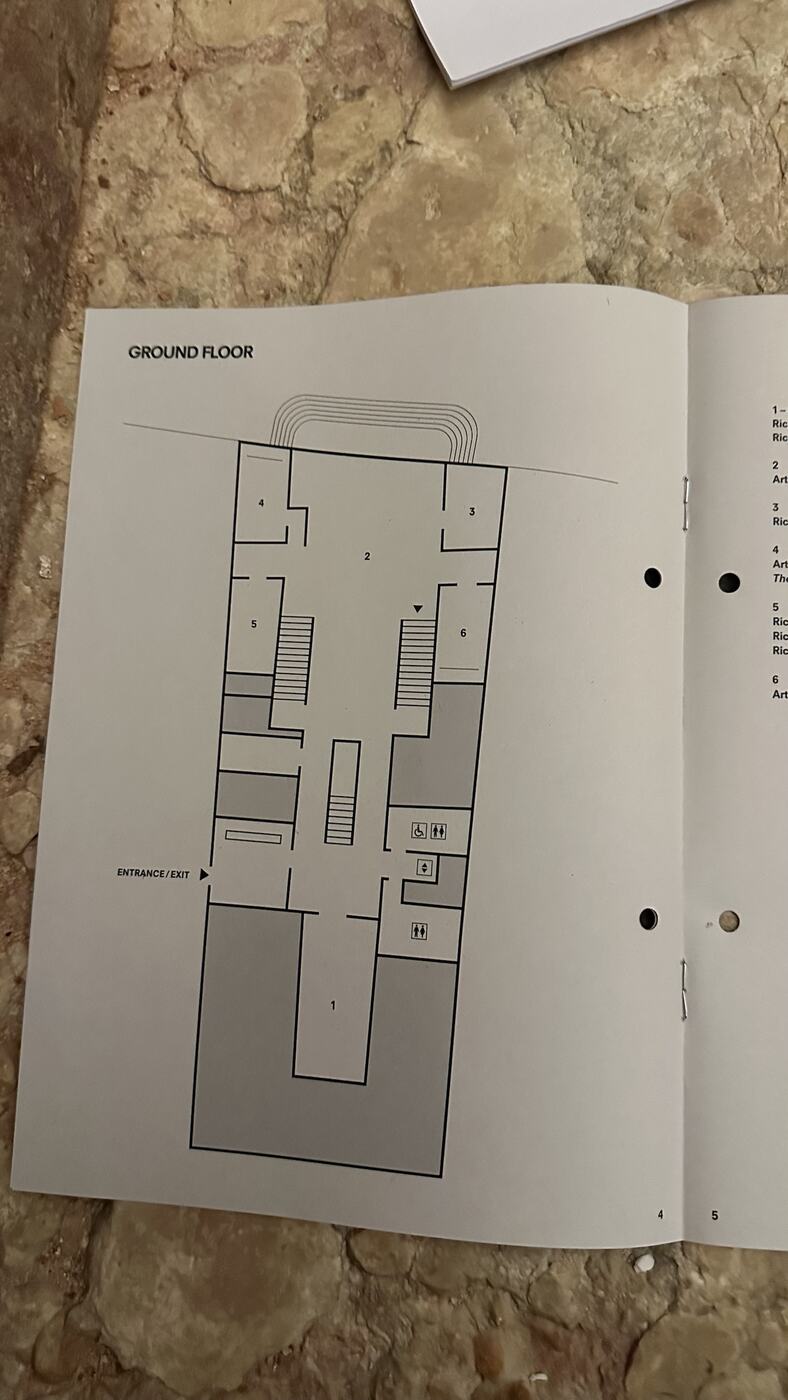 GROUND FLOOR
4
3
2
5
6
ENTRANCE/EXIT
1
4
1 –
Ric
Ric
2
Art
3
Ric
4
Art
The
5
Ric
Ric
Ric
6
Art
5